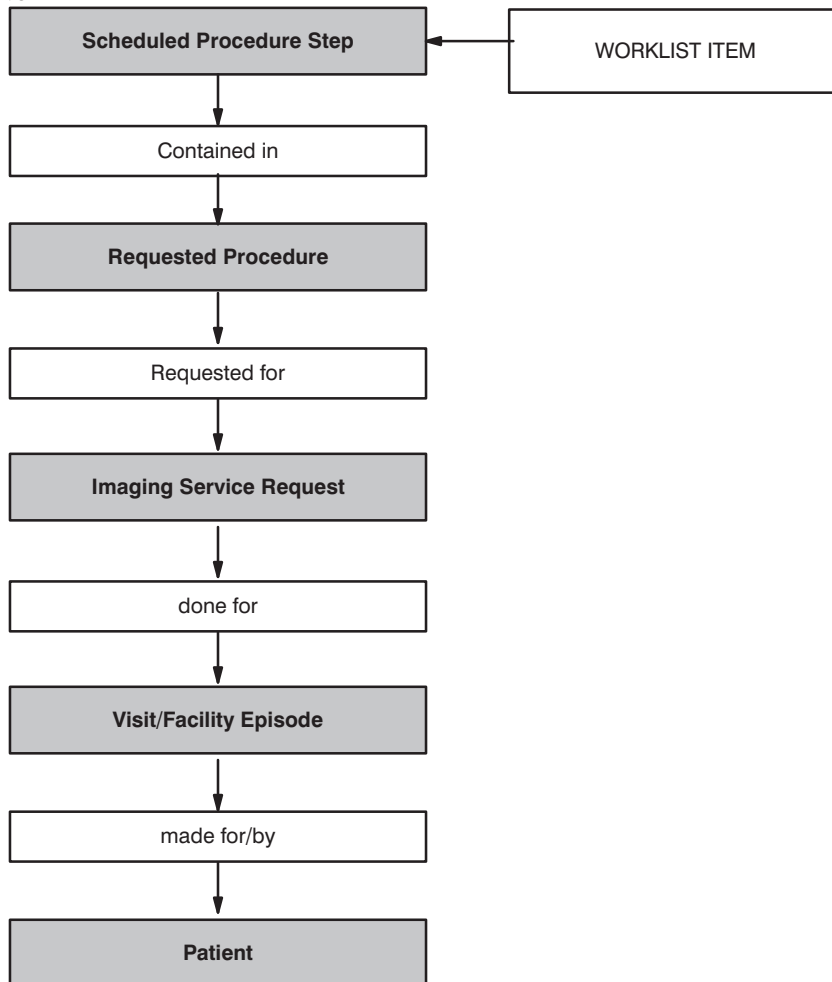 Scheduled Procedure Step
WORKLIST ITEM
Contained in
Requested Procedure
Requested for
Imaging Service Request
done for
Visit/Facility Episode
made for/by
Patient